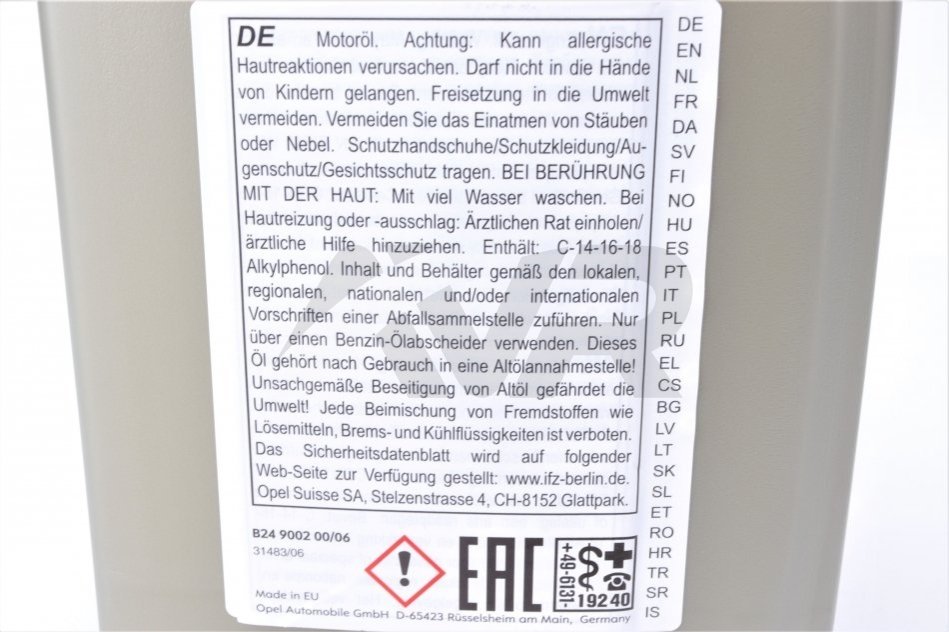 DE Motoröl. Achtung: Kann allergische
Hautreaktionen verursachen. Darf nicht in die Hände
von Kindern gelangen. Freisetzung in die Umwelt
vermeiden. Vermeiden Sie das Einatmen von Stäuben
oder Nebel. Schutzhandschuhe/Schutzkleidung/Au-
genschutz/Gesichtsschutz tragen. BEI BERÜHRUNG
MIT DER HAUT: Mit viel Wasser waschen. Bei
Hautreizung oder -ausschlag: Ärztlichen Rat einholen/
ärztliche Hilfe hinzuziehen. Enthält: C-14-16-18
Alkylphenol. Inhalt und Behälter gemäß den lokalen,
regionalen, nationalen und/oder internationalen
Vorschriften einer Abfallsammelstelle zuführen. Nur
über einen Benzin-Ölabscheider verwenden. Dieses
Öl gehört nach Gebrauch in eine Altölannahmestelle!
Unsachgemäße Beseitigung von Altöl gefährdet die
Umwelt! Jede Beimischung von Fremdstoffen wie
Lösemitteln, Brems- und Kühlflüssigkeiten ist verboten.
Das Sicherheitsdatenblatt wird auf folgender
Web-Seite zur Verfügung gestellt: www.ifz-berlin.de.
Opel Suisse SA, Stelzenstrasse 4, CH-8152 Glattpark.
DE
EN
NL
FR
DA
SV
FI
NO
HU
ES
PT
IT
PL
RU
EL
CS
BG
LV
LT
SK
SL
ET
RO
HR
TR
SR
IS
IVR
B24 9002 00/06
31483/06
Made in EU
EAC
+49-6131-
19240
Opel Automobile GmbH D-65423 Rüsselsheim am Main, Germany